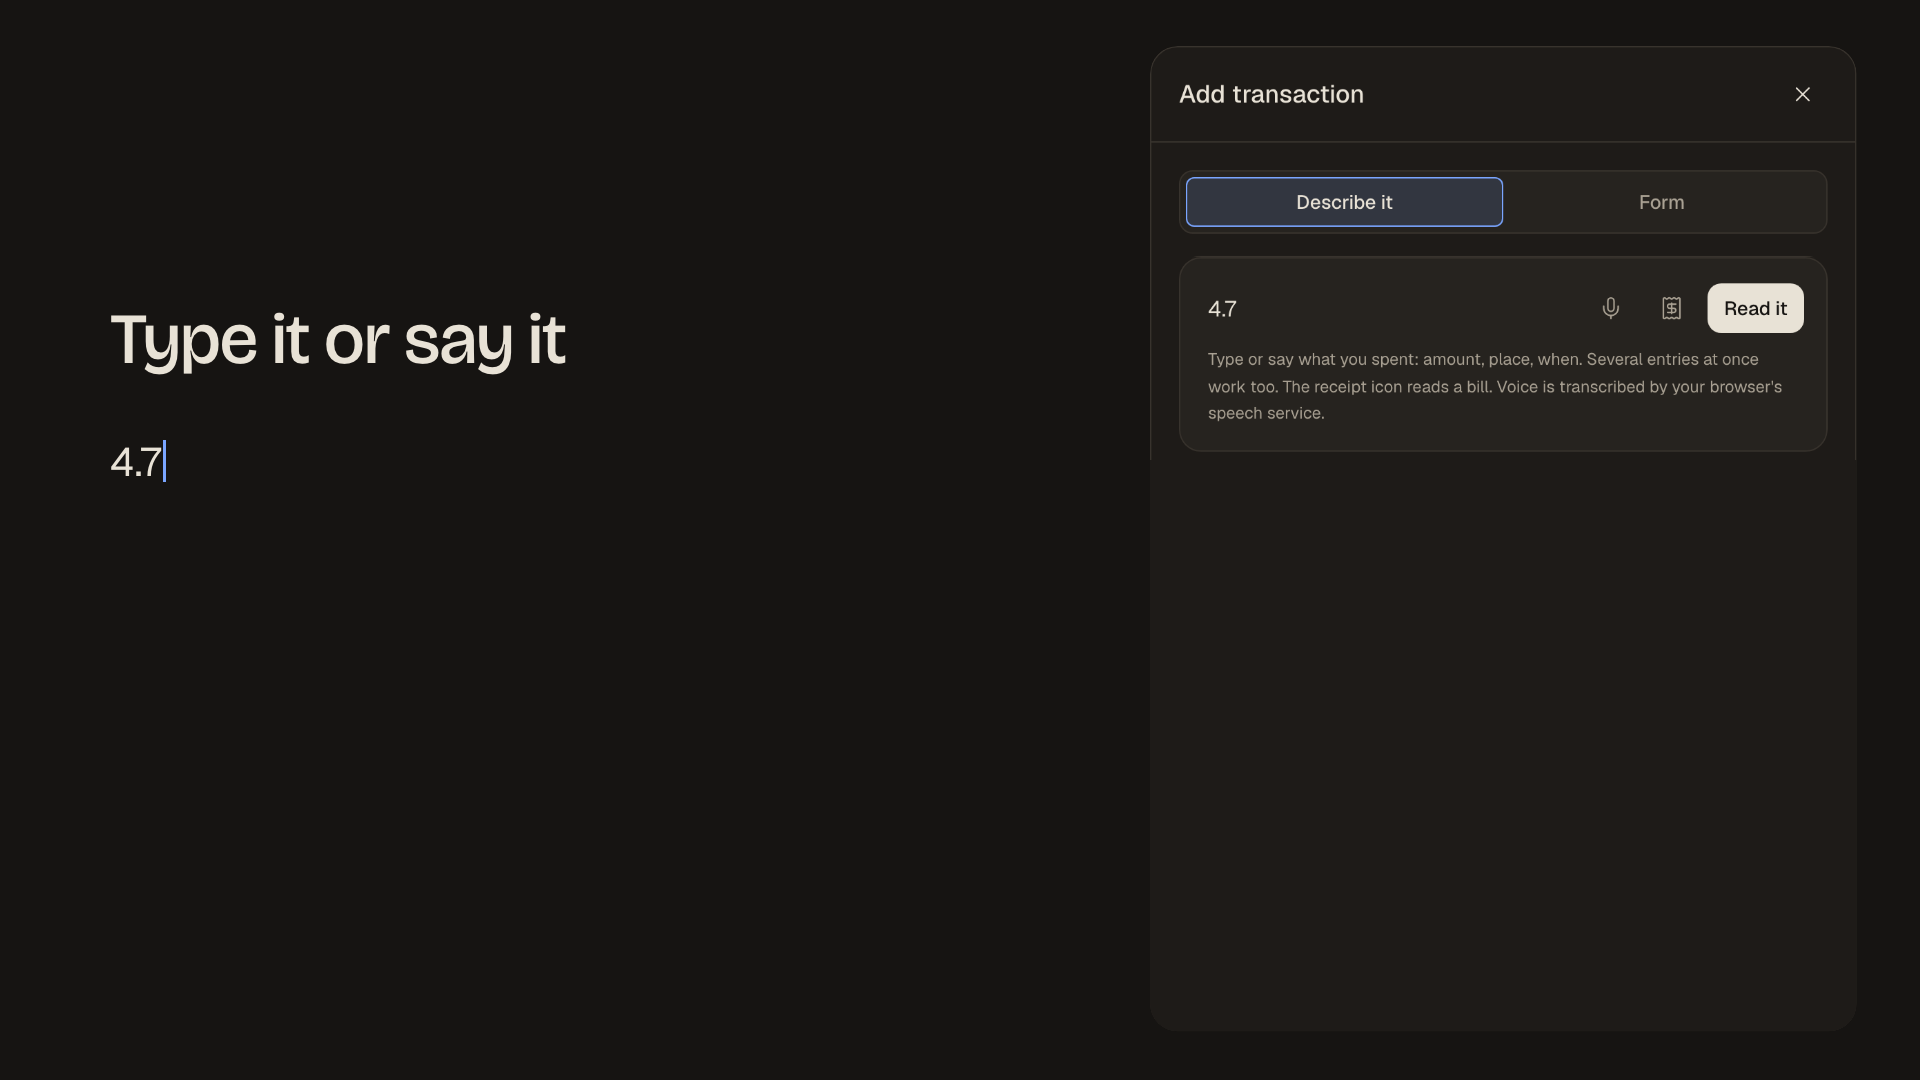 Type it or say it
4.7
Add transaction
Describe it
Form
4.7
Read it
Type or say what you spent: amount, place, when. Several entries at once
work too. The receipt icon reads a bill. Voice is transcribed by your browser's
speech service.